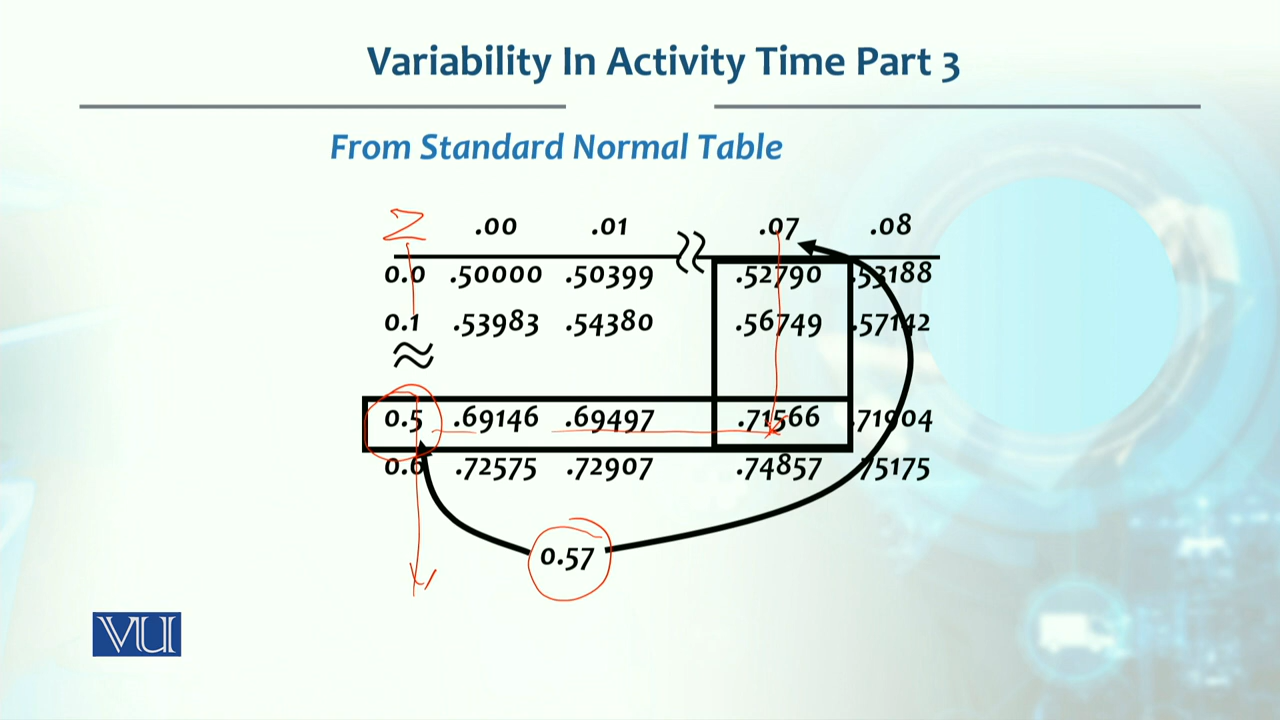 Variability In Activity Time Part 3
From Standard Normal Table
Z .00 .01 .07 .08
0.0 .50000 .50399 .52790 .53188
0.1 .53983 .54380 .56749 .57142
0.5 .69146 .69497 .71566 .71904
0.6 .72575 .72907 .74857 .75175
0.57
VU